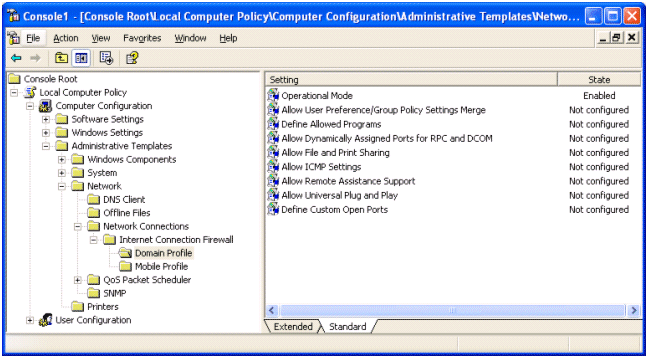 Console1 - [Console Root\Local Computer Policy\Computer Configuration\Administrative Templates\Netwo...
File Action View Favorites Window Help
Console Root
Local Computer Policy
Computer Configuration
Software Settings
Windows Settings
Administrative Templates
Windows Components
System
Network
DNS Client
Offline Files
Network Connections
Internet Connection Firewall
Domain Profile
Mobile Profile
QoS Packet Scheduler
SNMP
Printers
User Configuration
Setting State
Operational Mode Enabled
Allow User Preference/Group Policy Settings Merge Not configured
Define Allowed Programs Not configured
Allow Dynamically Assigned Ports for RPC and DCOM Not configured
Allow File and Print Sharing Not configured
Allow ICMP Settings Not configured
Allow Remote Assistance Support Not configured
Allow Universal Plug and Play Not configured
Define Custom Open Ports Not configured
Extended Standard